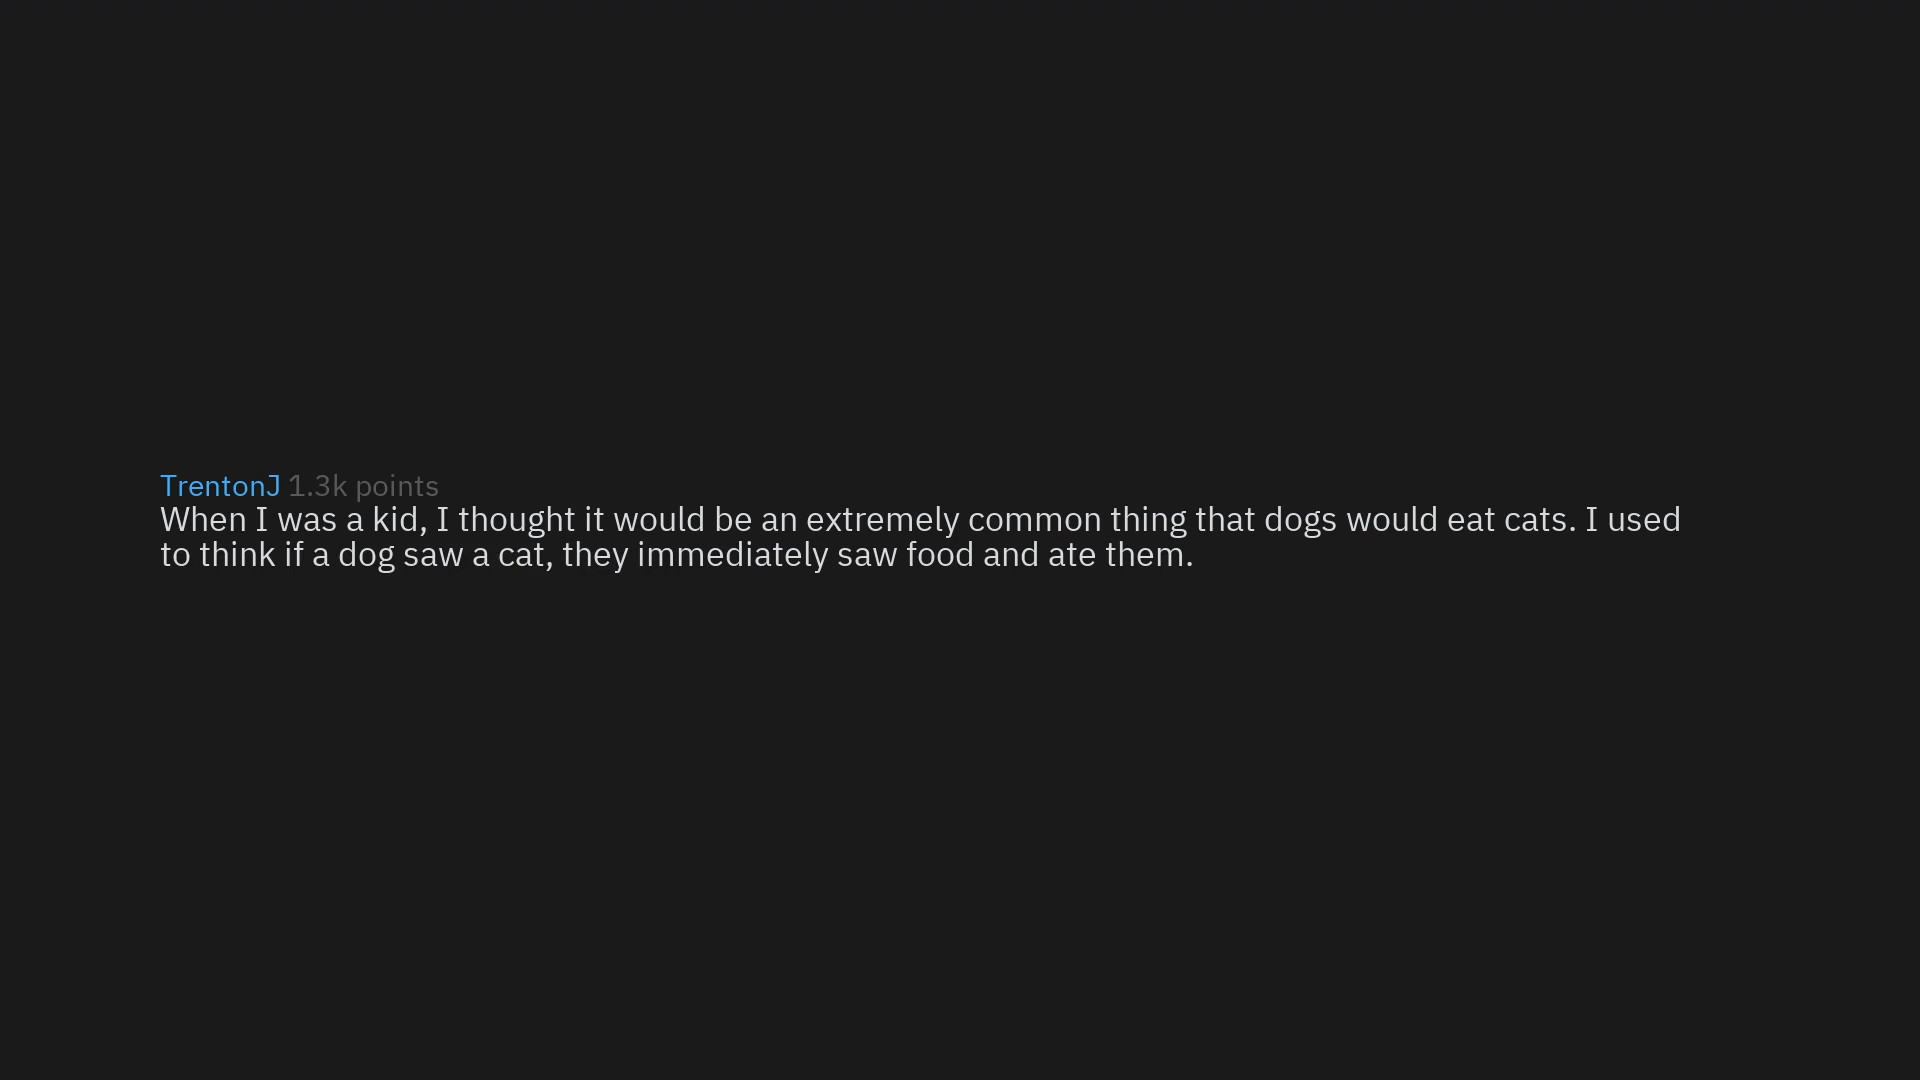 TrentonJ 1.3k points
When I was a kid, I thought it would be an extremely common thing that dogs would eat cats. I used
to think if a dog saw a cat, they immediately saw food and ate them.